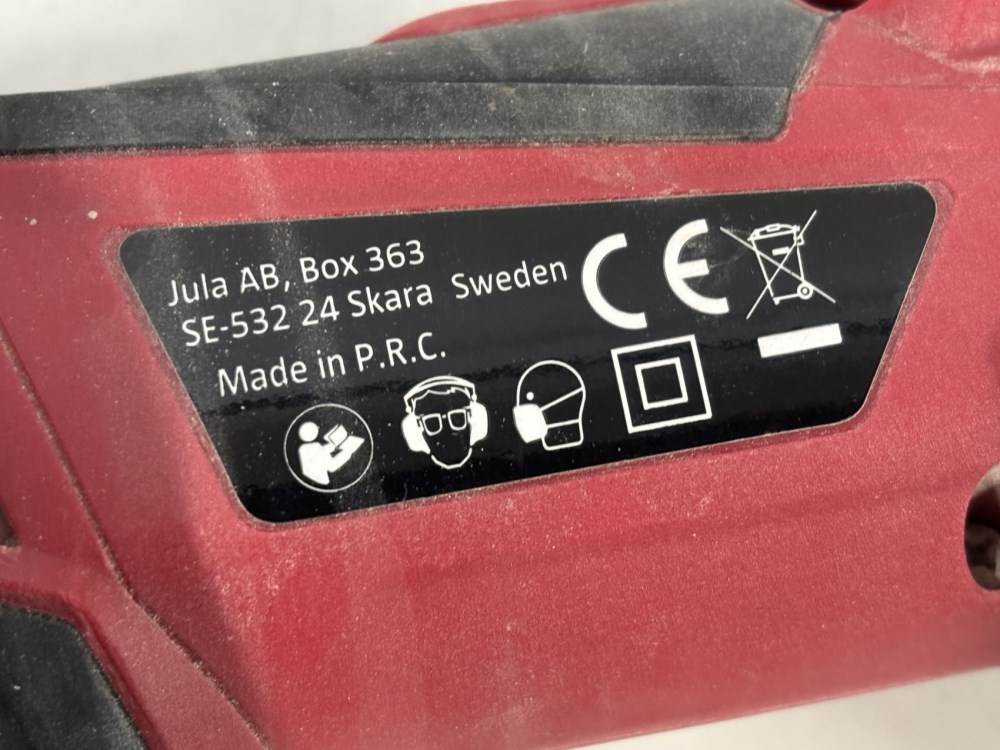 Jula AB, Box 363
SE-532 24 Skara Sweden
Made in P.R.C.
CE